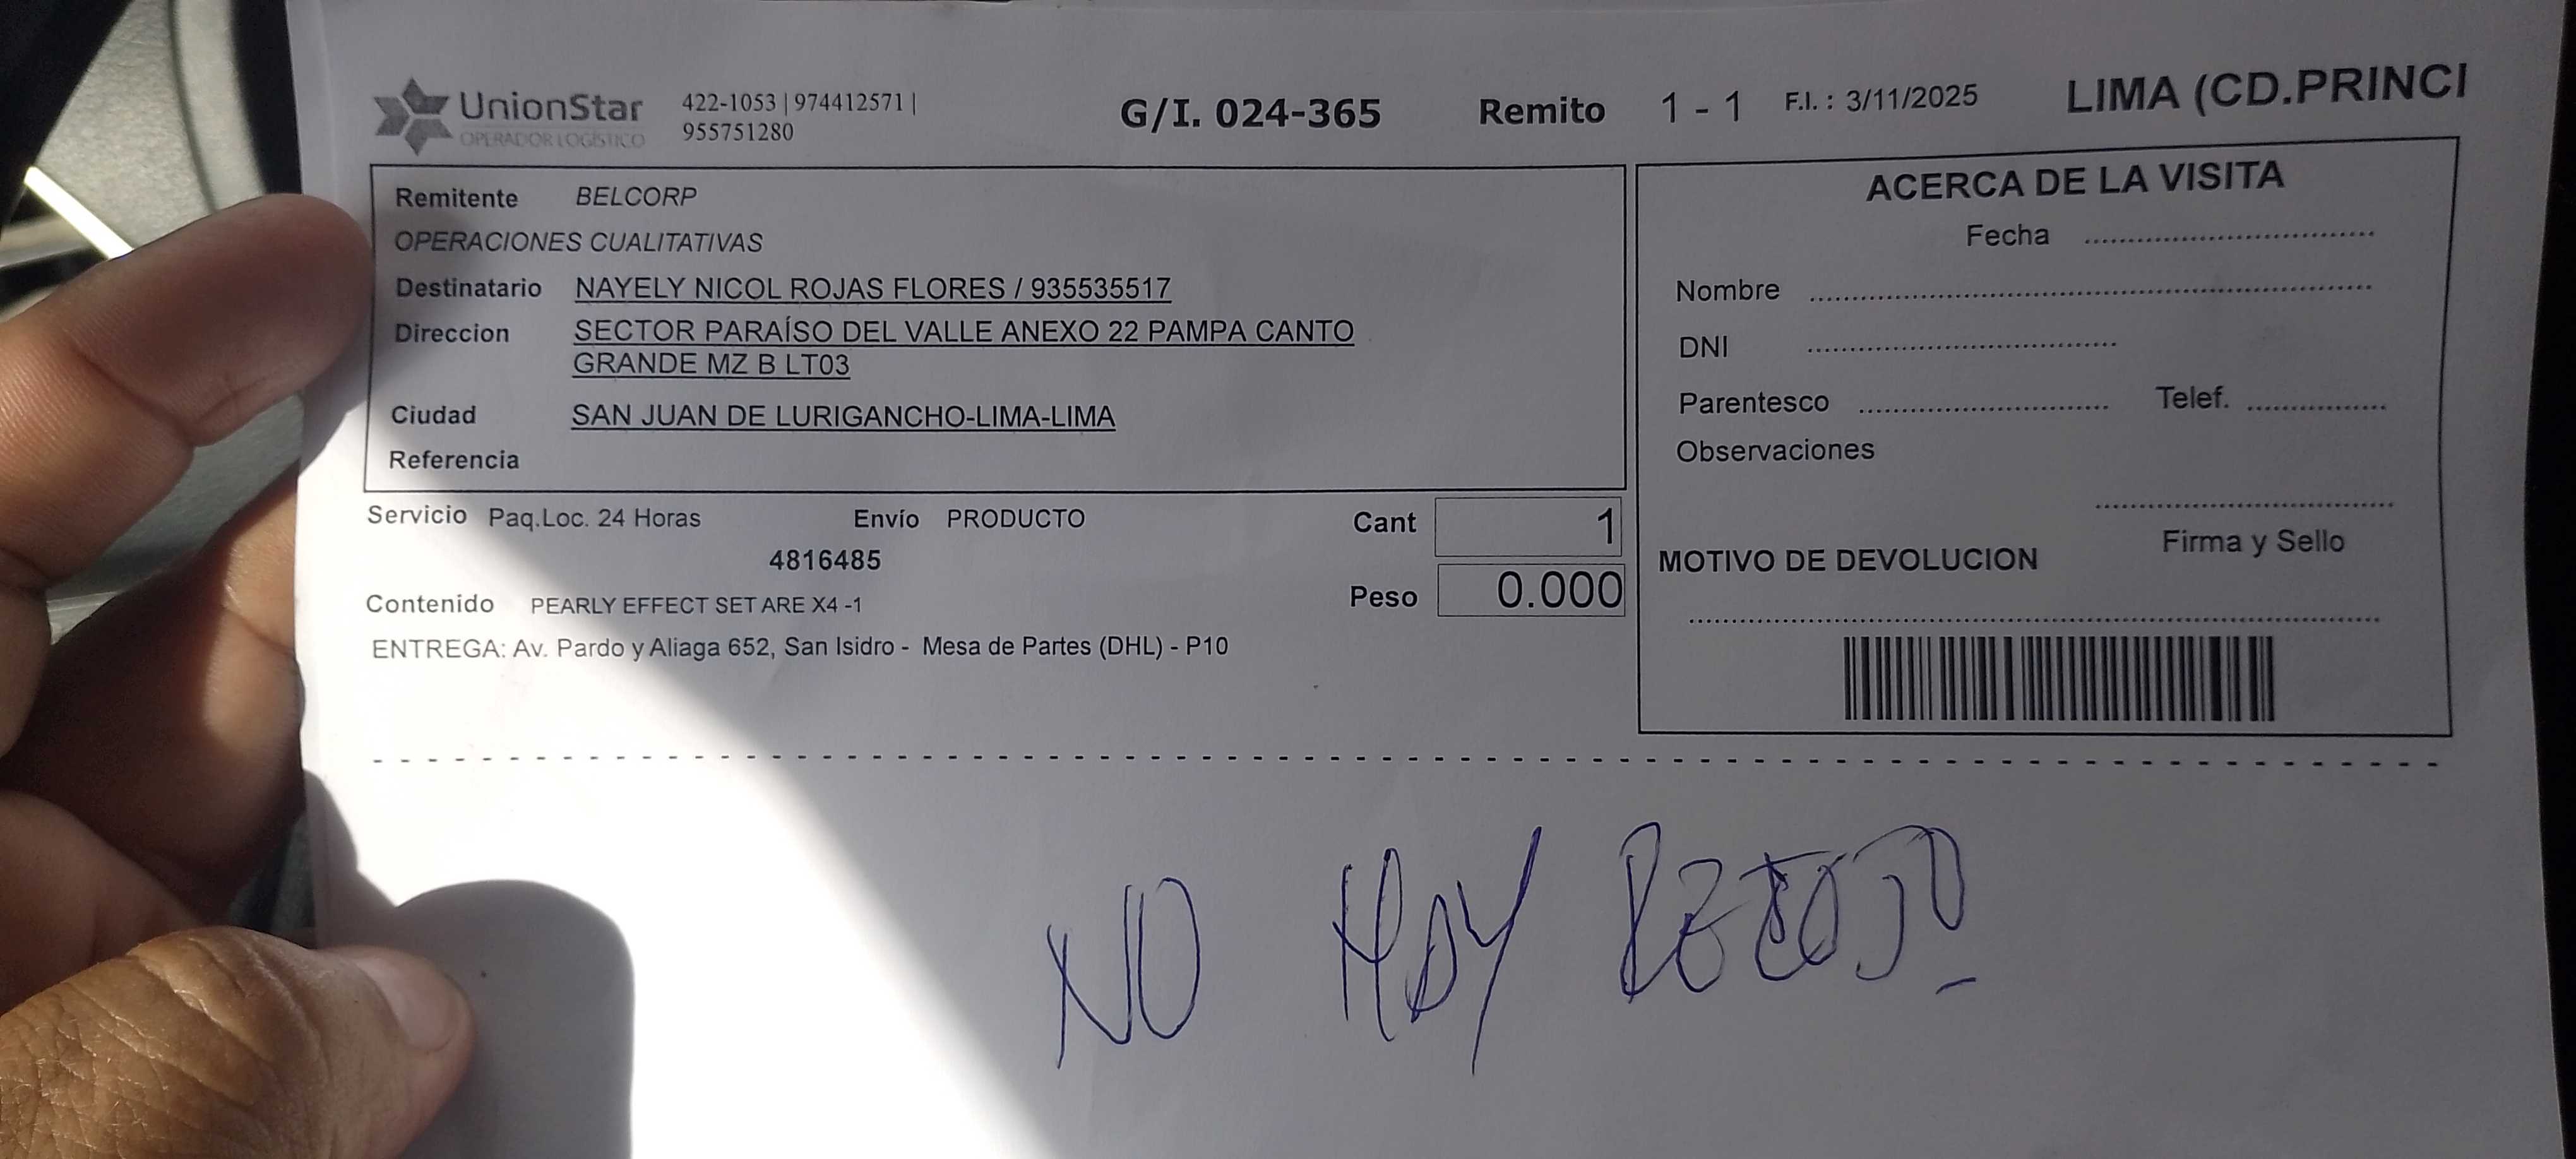 UnionStar
OPERADOR LOGÍSTICO
422-1053 | 974412571 |
955751280
G/I. 024-365
Remito 1 - 1
F.I. : 3/11/2025
LIMA (CD.PRINCI
Remitente BELCORP
OPERACIONES CUALITATIVAS
Destinatario NAYELY NICOL ROJAS FLORES / 935535517
Direccion SECTOR PARAÍSO DEL VALLE ANEXO 22 PAMPA CANTO
GRANDE MZ B LT03
Ciudad SAN JUAN DE LURIGANCHO-LIMA-LIMA
Referencia
Servicio Paq.Loc. 24 Horas Envío PRODUCTO Cant 1
4816485
Peso 0.000
Contenido PEARLY EFFECT SET ARE X4 -1
ENTREGA: Av. Pardo y Aliaga 652, San Isidro - Mesa de Partes (DHL) - P10
ACERCA DE LA VISITA
Fecha ................................
Nombre ................................
DNI ................................
Parentesco ................................ Telef. ................
Observaciones
................................
Firma y Sello
MOTIVO DE DEVOLUCION
................................
NO HAY RECOJO